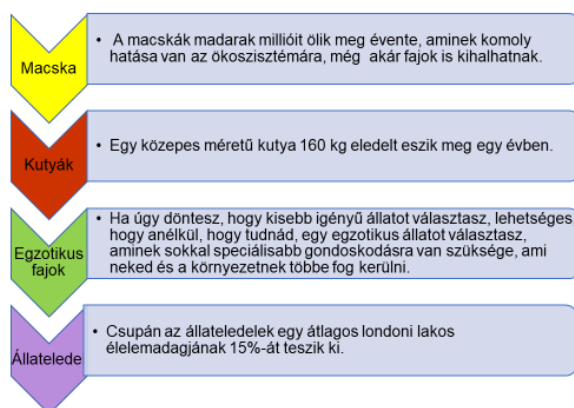 Macska
• A macskák madarak millióit ölik meg évente, aminek komoly
hatása van az ökoszisztémára, még akár fajok is kihalhatnak.
Kutyák
• Egy közepes méretű kutya 160 kg eledelt eszik meg egy évben.
Egzotikus
fajok
• Ha úgy döntesz, hogy kisebb igényű állatot választasz, lehetséges
hogy anélkül, hogy tudnád, egy egzotikus állatot választasz,
aminek sokkal speciálisabb gondoskodásra van szüksége, ami
neked és a környezetnek többe fog kerülni.
Állatelede
• Csupán az állateledelek egy átlagos londoni lakos
élelemadagjának 15%-át teszik ki.